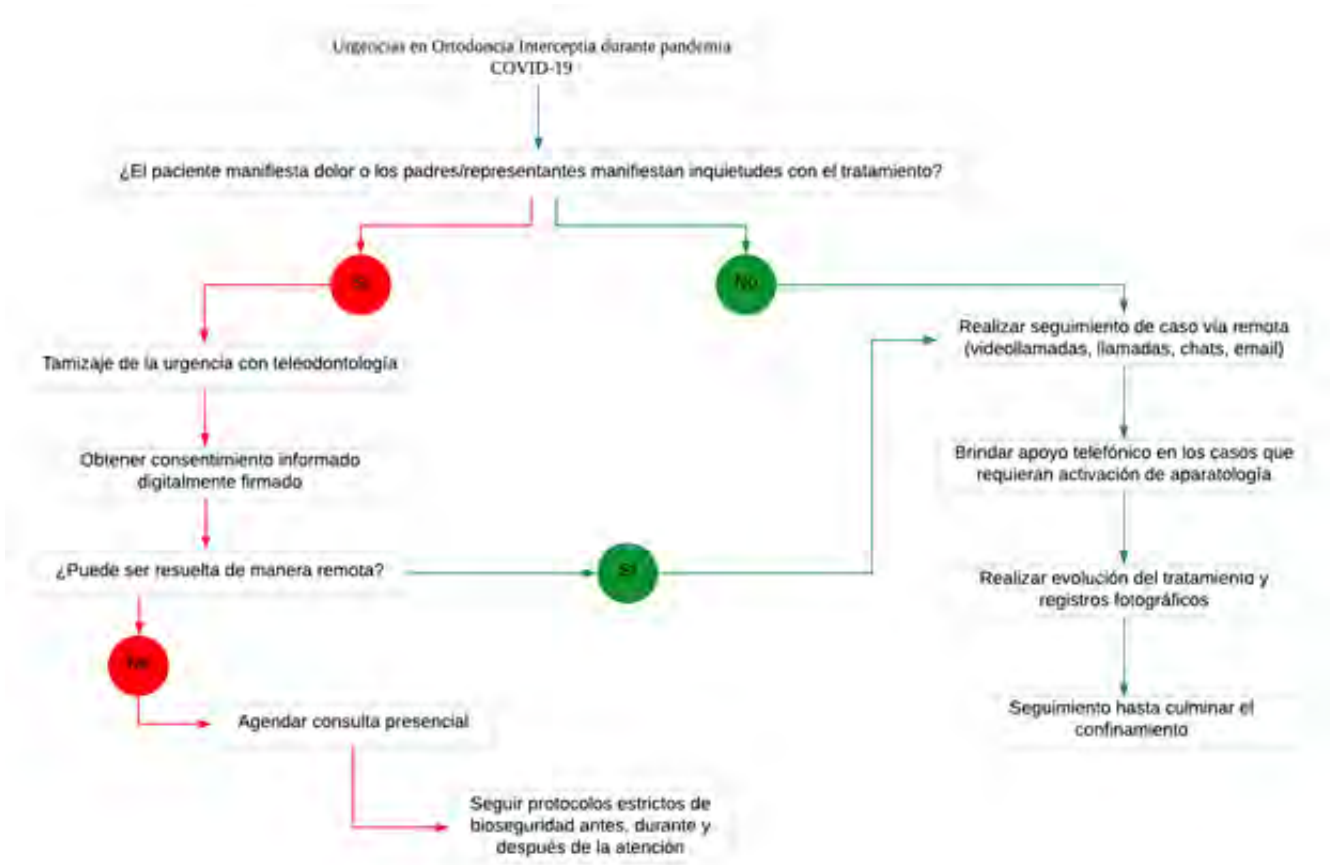 Urgencias en Ortodoncia Interceptia durante pandemia
COVID-19
¿El paciente manifiesta dolor o los padres/representantes manifiestan inquietudes con el tratamiento?
Si
No
Tamizaje de la urgencia con teleodontología
Realizar seguimiento de caso vía remota
(videollamadas, llamadas, chats, email)
Obtener consentimiento informado
digitalmente firmado
Brindar apoyo telefónico en los casos que
requieran activación de aparatología
¿Puede ser resuelta de manera remota?
Si
Realizar evolución del tratamiento y
registros fotográficos
No
Agendar consulta presencial
Seguimiento hasta culminar el
confinamiento
Seguir protocolos estrictos de
bioseguridad antes, durante y
después de la atención